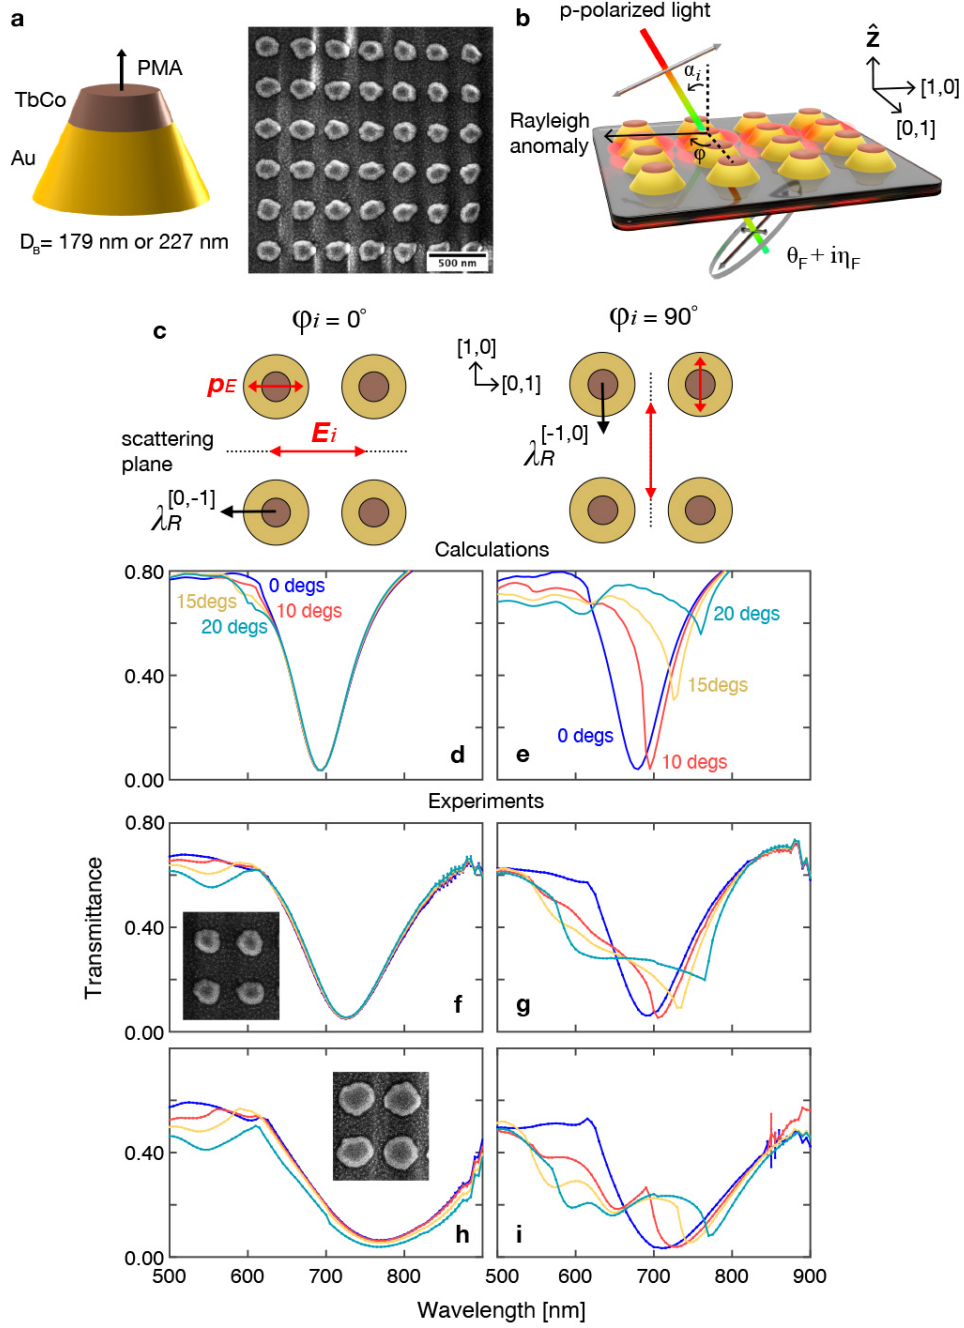 a
PMA
TbCo
Au
D_B= 179 nm or 227 nm
500 nm
b
p-polarized light
α_i
ẑ
[1,0]
[0,1]
Rayleigh
anomaly
φ
θ_F + iη_F
c
φ_i = 0°
φ_i = 90°
p_E
[1,0]
[0,1]
E_i
scattering
plane
λ_R^[0,-1]
λ_R^[-1,0]
Calculations
0.80
0.40
0.00
0 degs
15degs
10 degs
20 degs
d
20 degs
15degs
0 degs
10 degs
e
Experiments
0.80
0.40
0.00
f
g
0.40
0.00
h
i
500
600
700
800
500
600
700
800
900
Transmittance
Wavelength [nm]